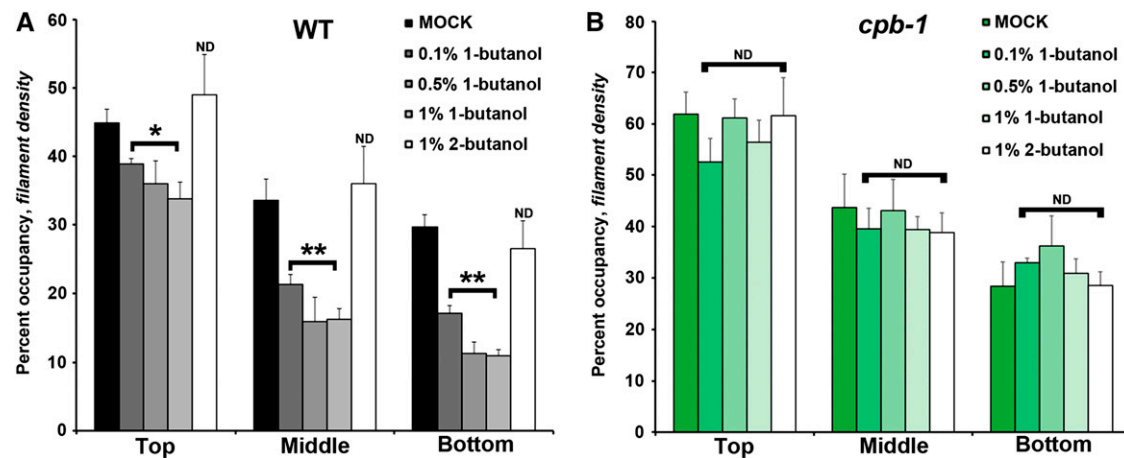 A
WT
Percent occupancy, filament density
60
50
40
30
20
10
0
MOCK
0.1% 1-butanol
0.5% 1-butanol
1% 1-butanol
1% 2-butanol
*
ND
**
ND
**
ND
Top
Middle
Bottom
B
cpb-1
Percent occupancy, filament density
80
70
60
50
40
30
20
10
0
MOCK
0.1% 1-butanol
0.5% 1-butanol
1% 1-butanol
1% 2-butanol
ND
ND
ND
Top
Middle
Bottom